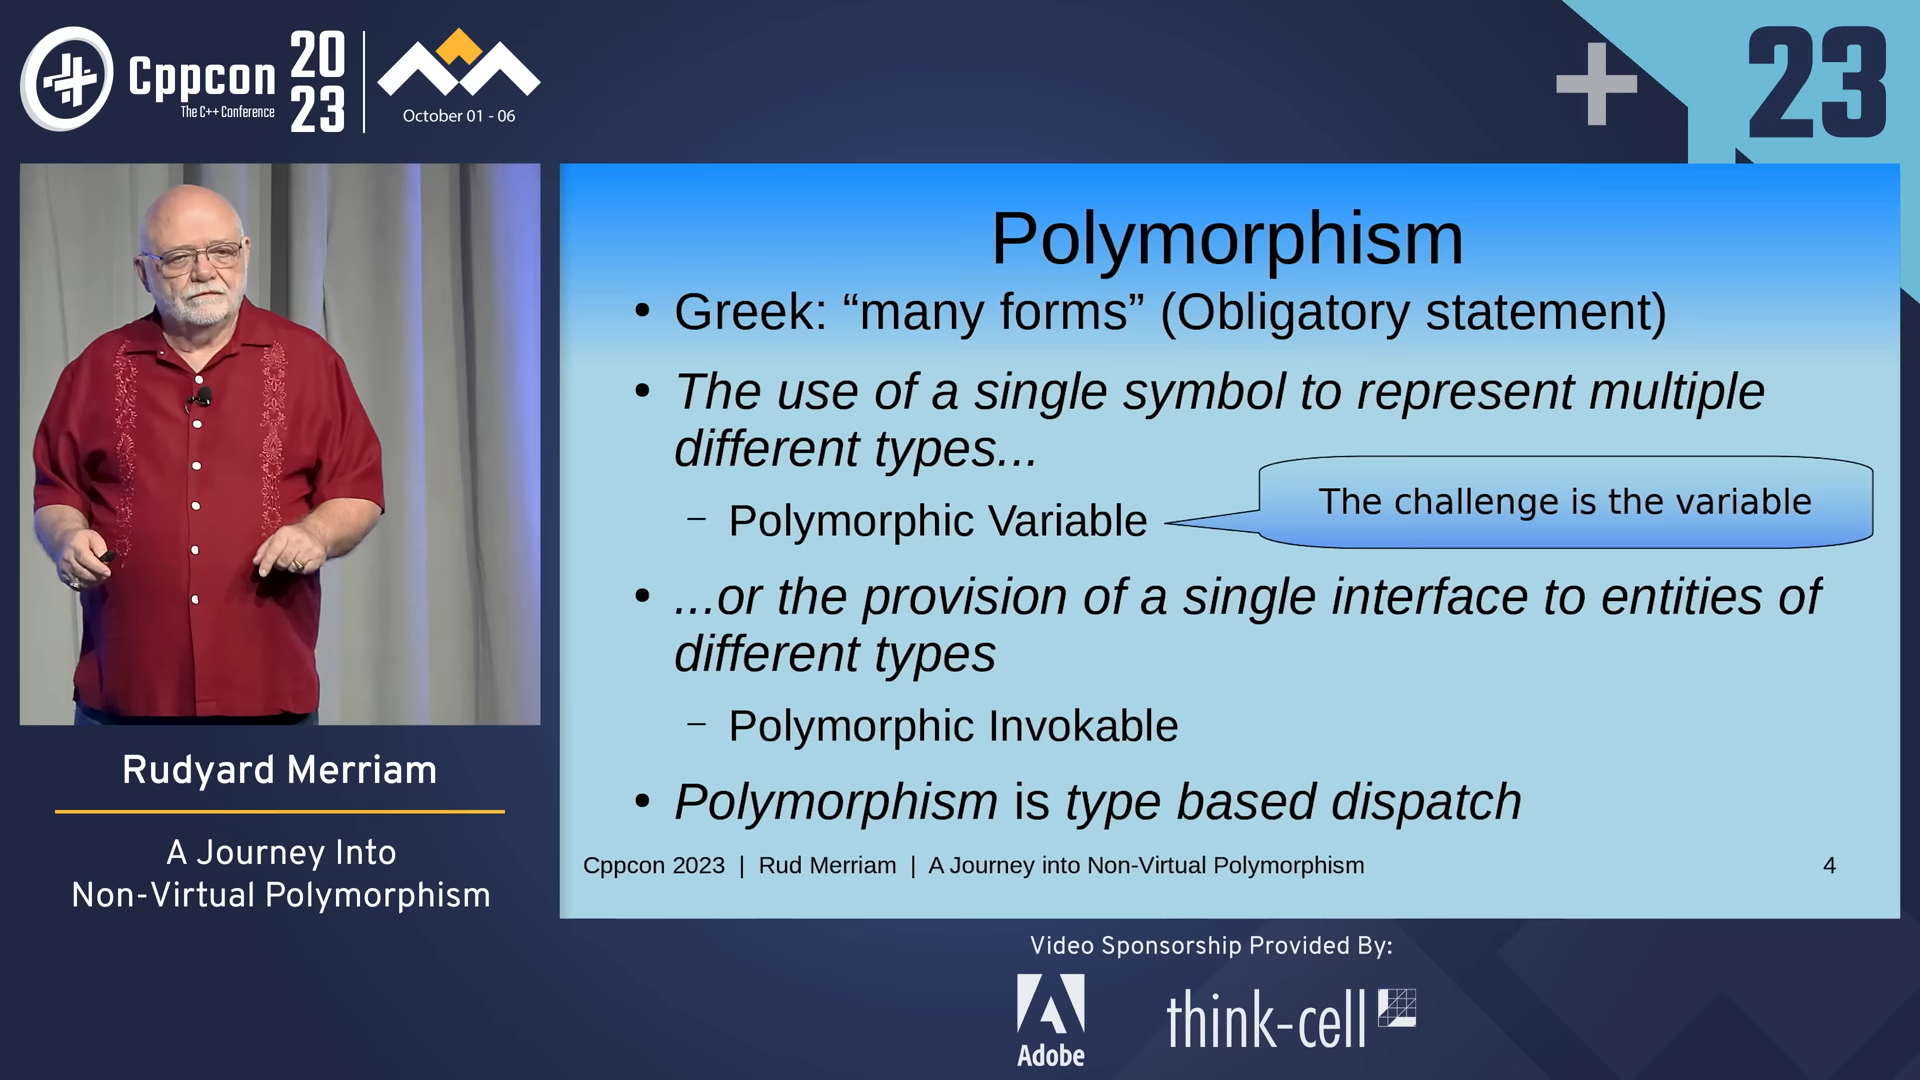 Cppcon
The C++ Conference
20
23
October 01 - 06
+
23
Polymorphism
• Greek: “many forms” (Obligatory statement)
• The use of a single symbol to represent multiple
different types...
– Polymorphic Variable
The challenge is the variable
• ...or the provision of a single interface to entities of
different types
– Polymorphic Invokable
• Polymorphism is type based dispatch
Cppcon 2023 | Rud Merriam | A Journey into Non-Virtual Polymorphism
4
Rudyard Merriam
A Journey Into
Non-Virtual Polymorphism
Video Sponsorship Provided By:
Adobe
think-cell